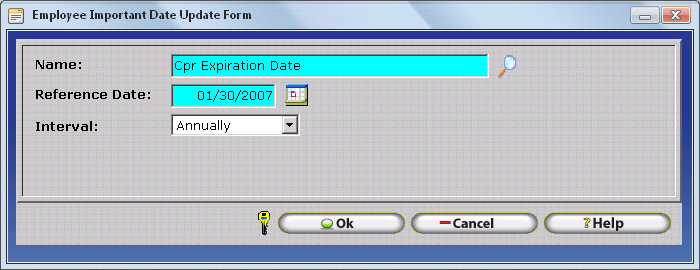 Employee Important Date Update Form
Name: Cpr Expiration Date
Reference Date: 01/30/2007
Interval: Annually
Ok Cancel ? Help